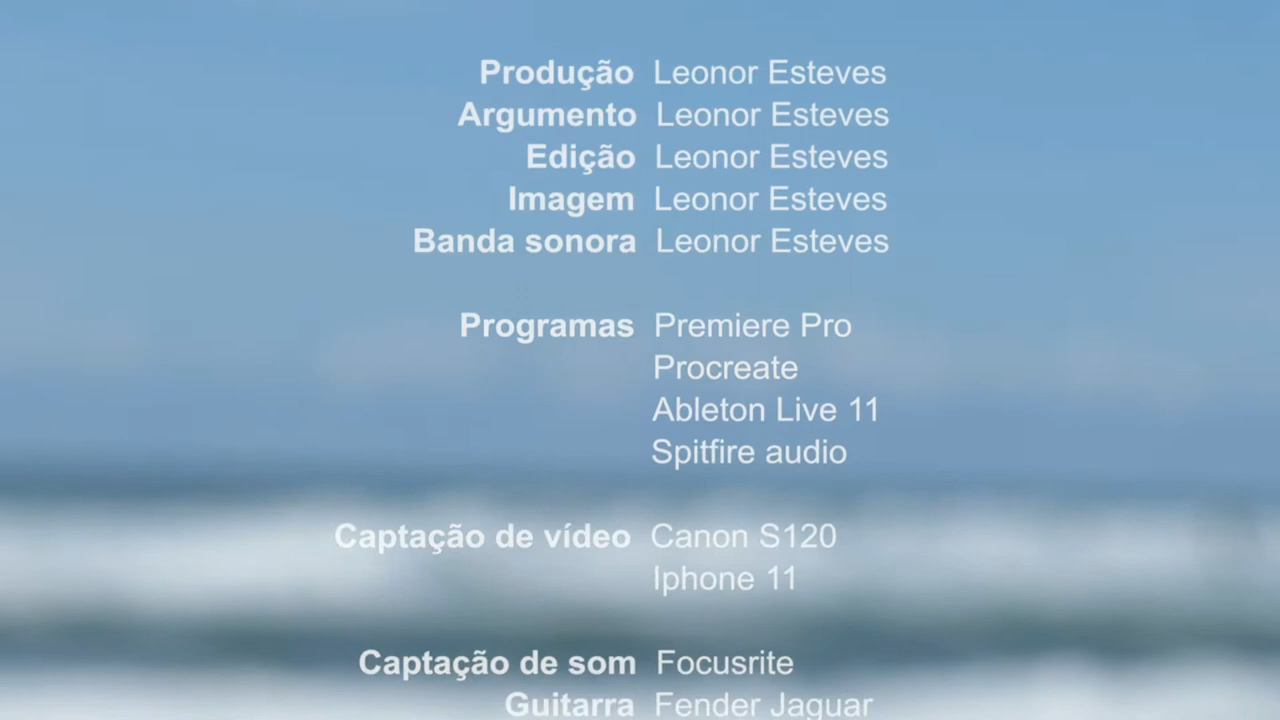 Produção Leonor Esteves
Argumento Leonor Esteves
Edição Leonor Esteves
Imagem Leonor Esteves
Banda sonora Leonor Esteves
Programas Premiere Pro
Procreate
Ableton Live 11
Spitfire audio
Captação de vídeo Canon S120
Iphone 11
Captação de som Focusrite
Guitarra Fender Jaguar